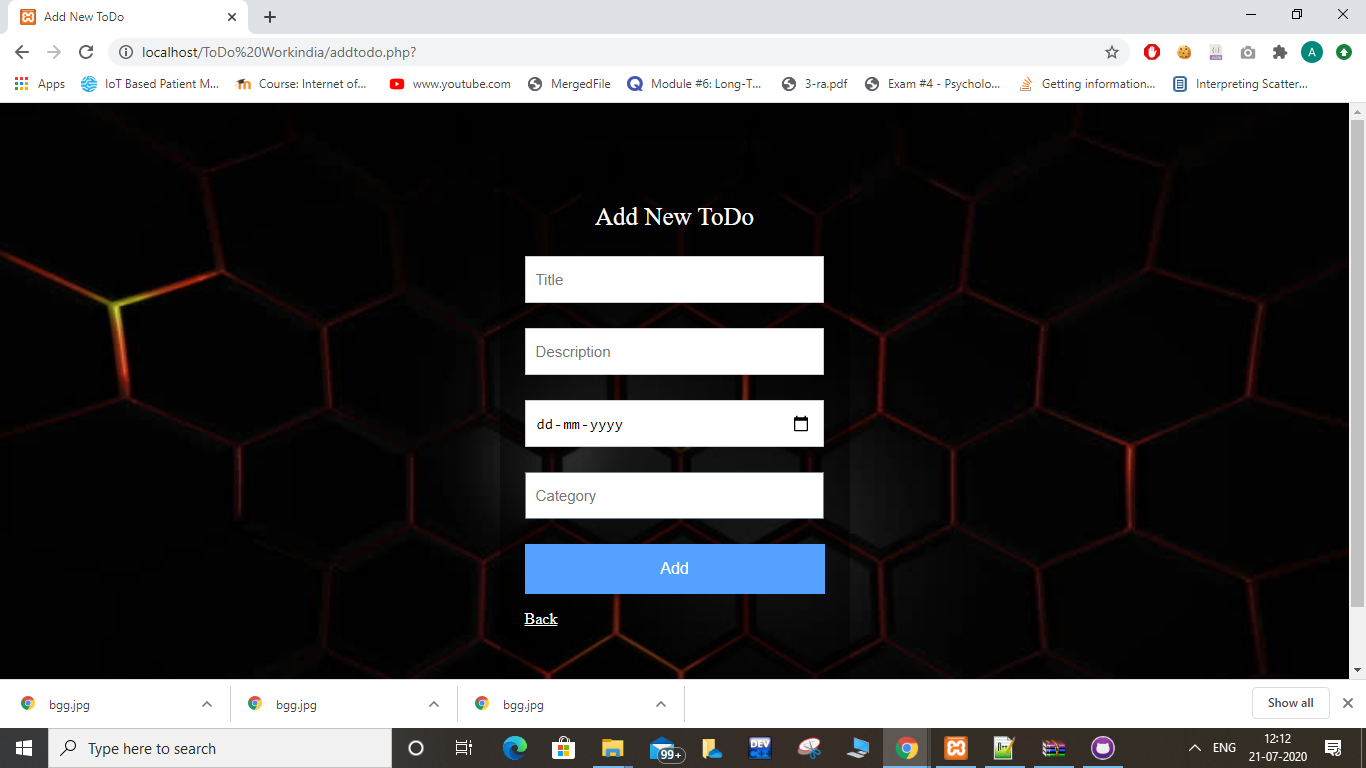 Add New ToDo
localhost/ToDo%20Workindia/addtodo.php?
A
Apps IoT Based Patient M... Course: Internet of... www.youtube.com MergedFile Module #6: Long-T... 3-ra.pdf Exam #4 - Psycholo... Getting information... Interpreting Scatter...
Add New ToDo
Title
Description
dd-mm-yyyy
Category
Add
Back
bgg.jpg bgg.jpg bgg.jpg Show all
Type here to search 99+ DEV ENG 12:12
21-07-2020